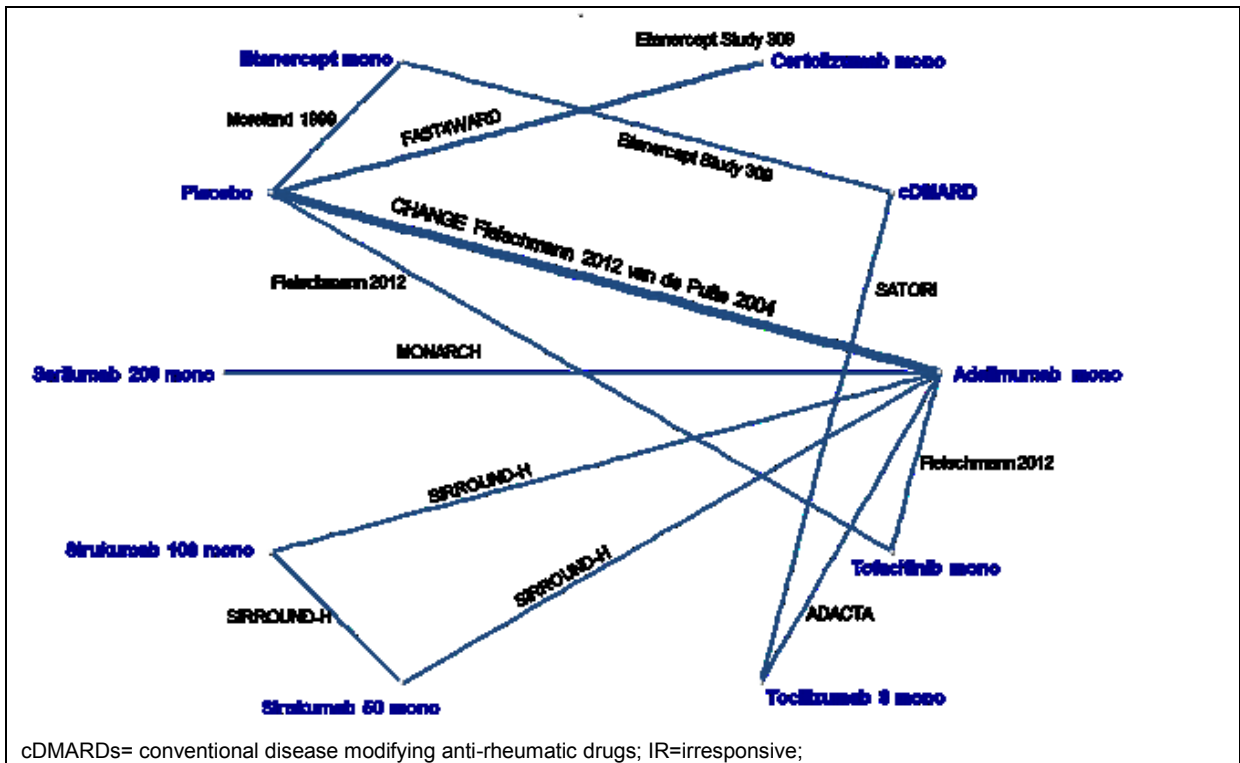 Etanercept Study 309
Etanercept mono
Certolizumab mono
Moreland 1999
FAST4WARD
Etanercept Study 309
Placebo
cDMARD
CHANGE Fleischmann 2012 van de Putte 2004
Fleischmann 2012
SATORI
MONARCH
Sarilumab 200 mono
Adalimumab mono
Fleischmann 2012
SIRROUND-H
Sirukumab 100 mono
SIRROUND-H
Tofacitinib mono
SIRROUND-H
ADACTA
Sirukumab 50 mono
Tocilizumab 8 mono
cDMARDs= conventional disease modifying anti-rheumatic drugs; IR=irresponsive;